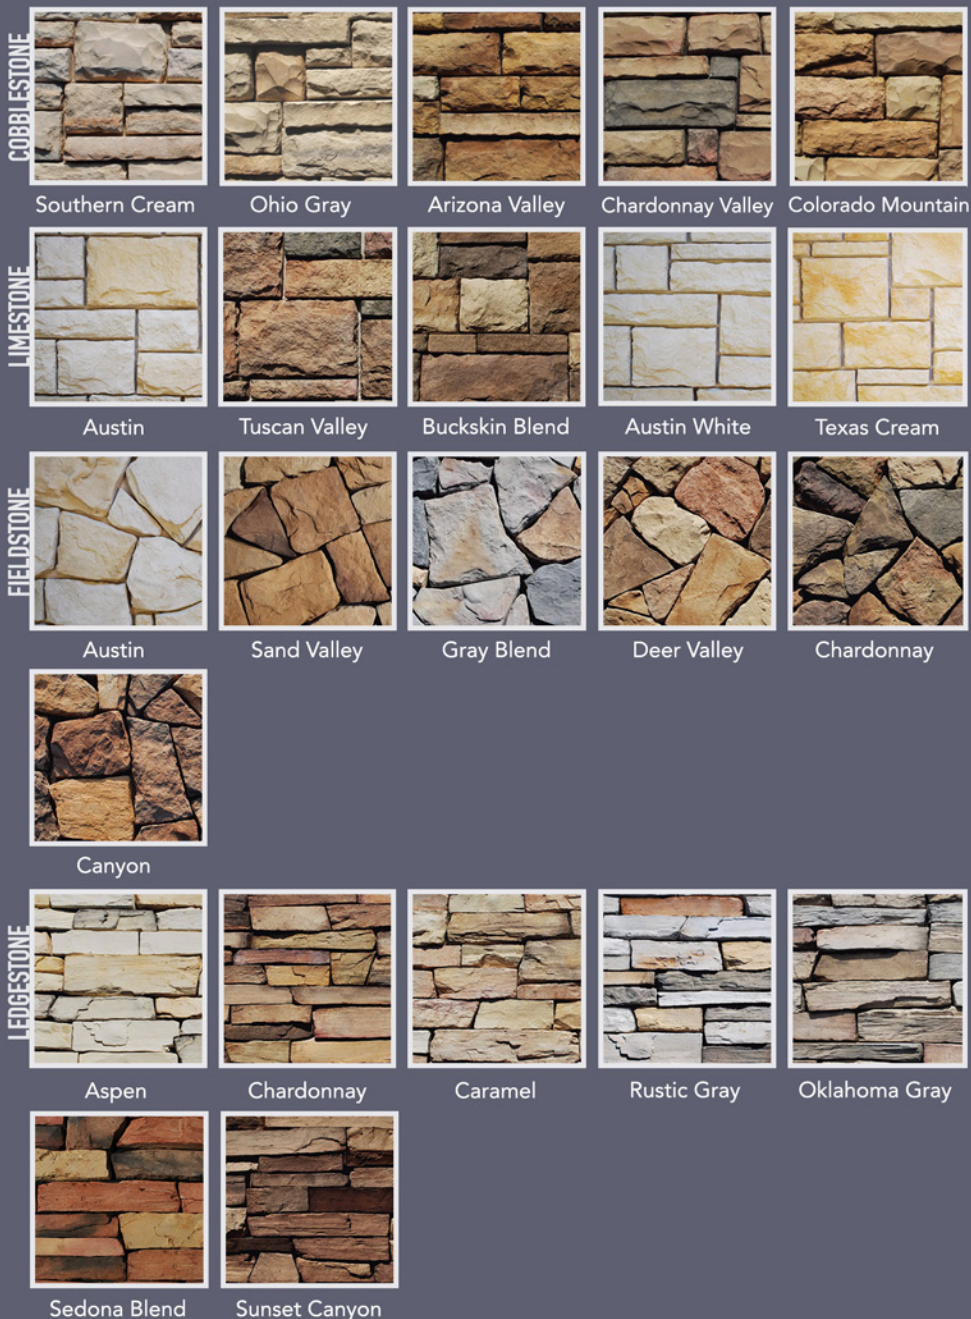 COBBLESTONE
Southern Cream
Ohio Gray
Arizona Valley
Chardonnay Valley
Colorado Mountain
LIMESTONE
Austin
Tuscan Valley
Buckskin Blend
Austin White
Texas Cream
FIELDSTONE
Austin
Sand Valley
Gray Blend
Deer Valley
Chardonnay
Canyon
LEDGESTONE
Aspen
Chardonnay
Caramel
Rustic Gray
Oklahoma Gray
Sedona Blend
Sunset Canyon